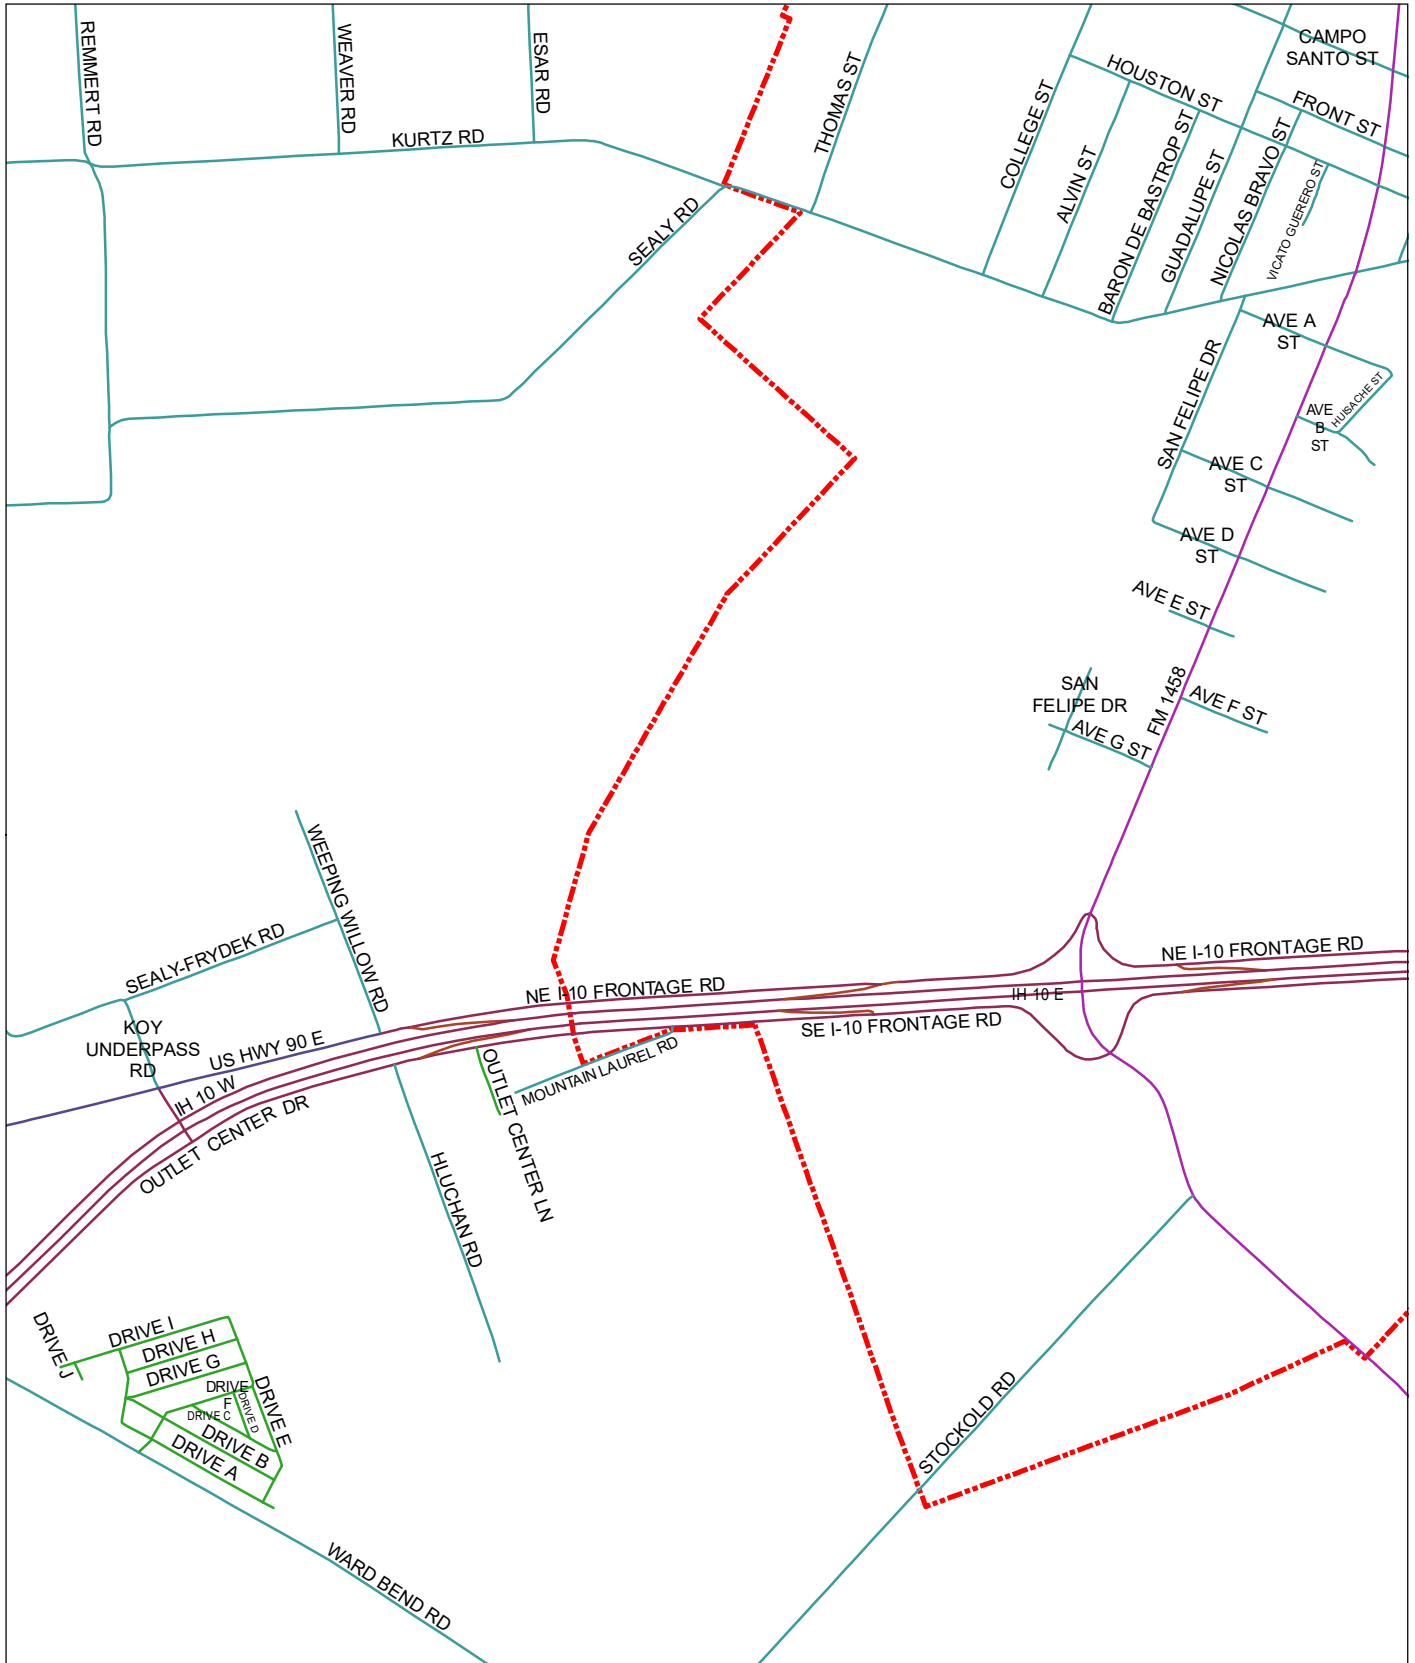 REMMERT RD
WEAVER RD
ESAR RD
KURTZ RD
THOMAS ST
COLLEGE ST
HOUSTON ST
CAMPO
SANTO ST
FRONT ST
ALVIN ST
BARON DE BASTROP ST
GUADALUPE ST
NICOLAS BRAVO ST
VICATO GUERERO ST
SEALY RD
AVE A
ST
SAN FELIPE DR
HUISACHE ST
AVE
B
ST
AVE C
ST
AVE D
ST
AVE E ST
SAN
FELIPE DR
FM 1458
AVE F ST
AVE G ST
WEEPING WILLOW RD
SEALY-FRYDEK RD
NE I-10 FRONTAGE RD
NE I-10 FRONTAGE RD
IH 10 E
SE I-10 FRONTAGE RD
KOY
UNDERPASS
RD
US HWY 90 E
IH 10 W
OUTLET CENTER DR
MOUNTAIN LAUREL RD
OUTLET CENTER LN
HLUCHAN RD
DRIVE J
DRIVE I
DRIVE H
DRIVE G
DRIVE
F
DRIVE E
DRIVE D
DRIVE C
DRIVE B
DRIVE A
STOCKOLD RD
WARD BEND RD